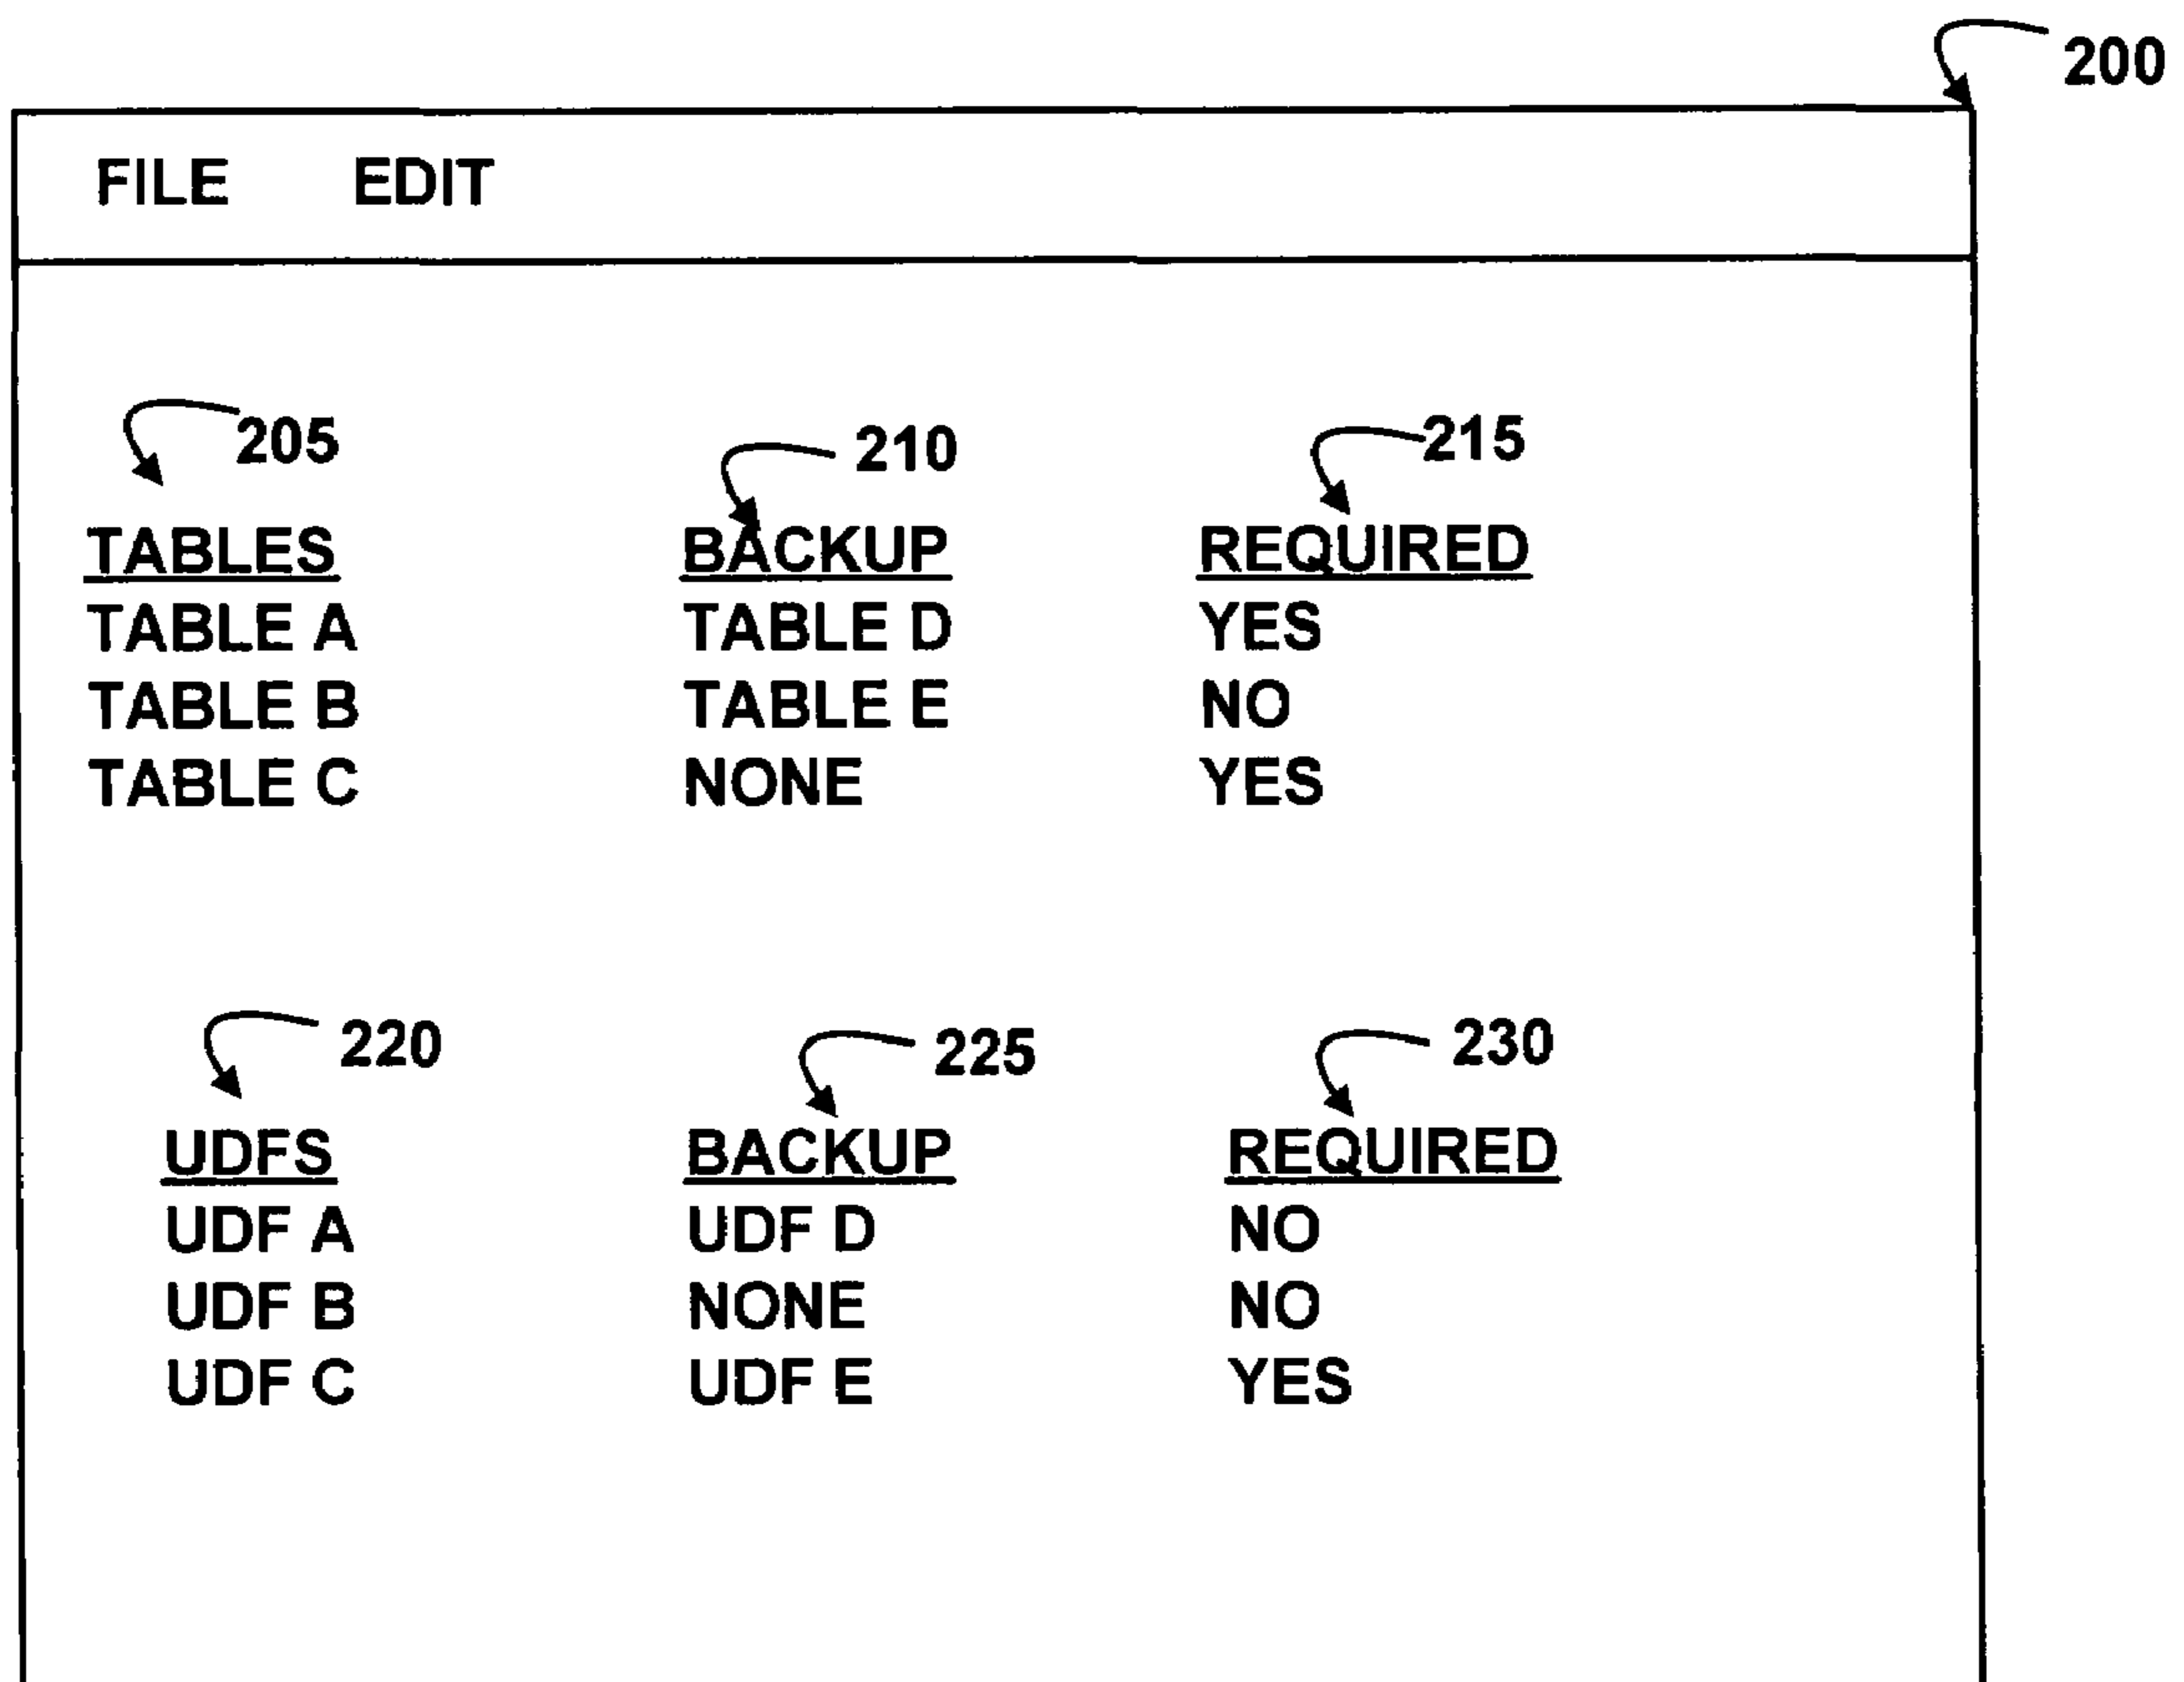 200
FILE EDIT
205 210 215
TABLES BACKUP REQUIRED
TABLE A TABLE D YES
TABLE B TABLE E NO
TABLE C NONE YES
220 225 230
UDFS BACKUP REQUIRED
UDF A UDF D NO
UDF B NONE NO
UDF C UDF E YES